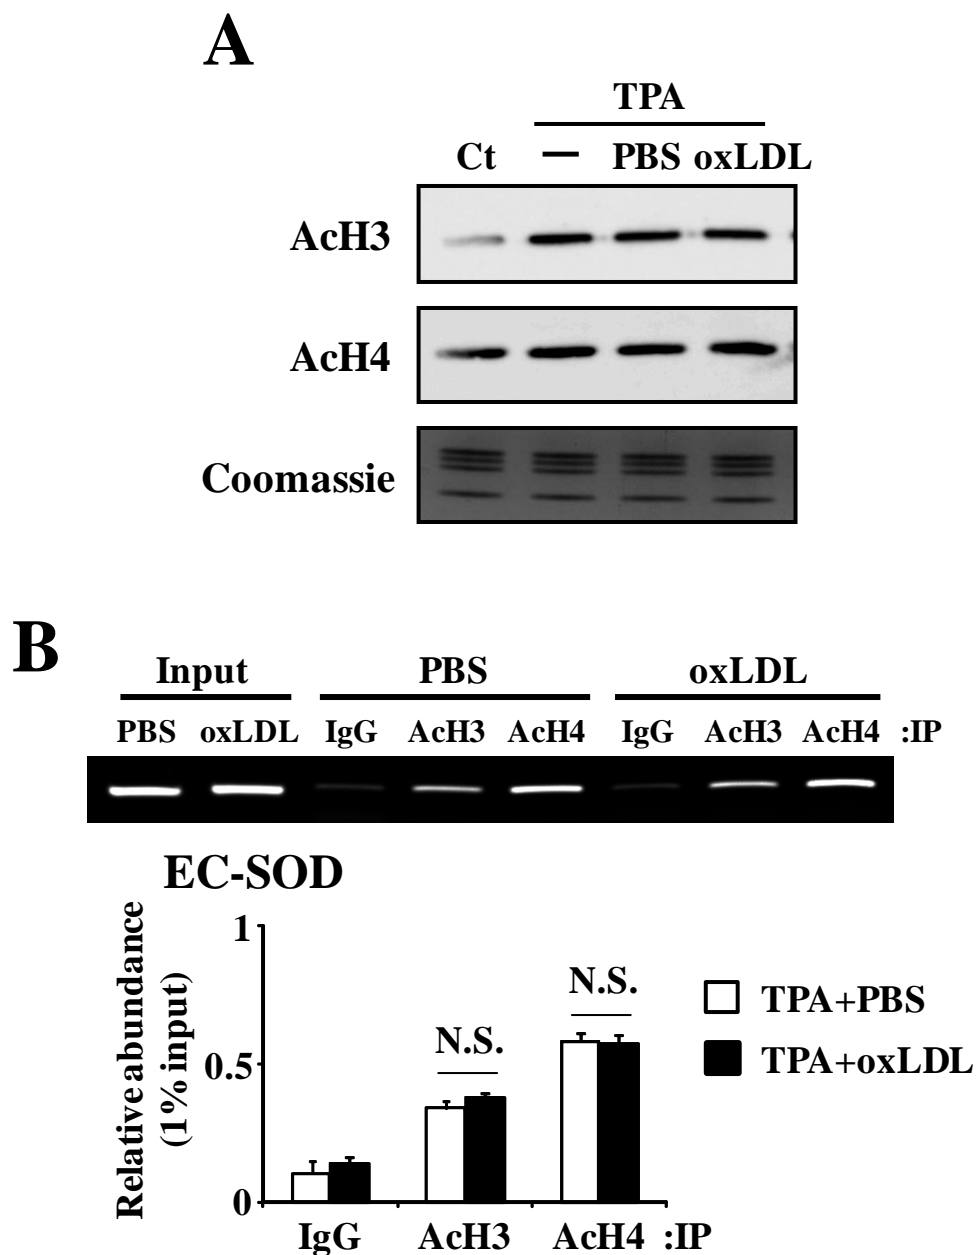 A
TPA
Ct — PBS oxLDL
AcH3
AcH4
Coomassie
B
Input PBS oxLDL
PBS oxLDL IgG AcH3 AcH4 IgG AcH3 AcH4 :IP
EC-SOD
Relative abundance
(1% input)
1
0.5
0
N.S.
N.S.
TPA+PBS
TPA+oxLDL
IgG AcH3 AcH4 :IP